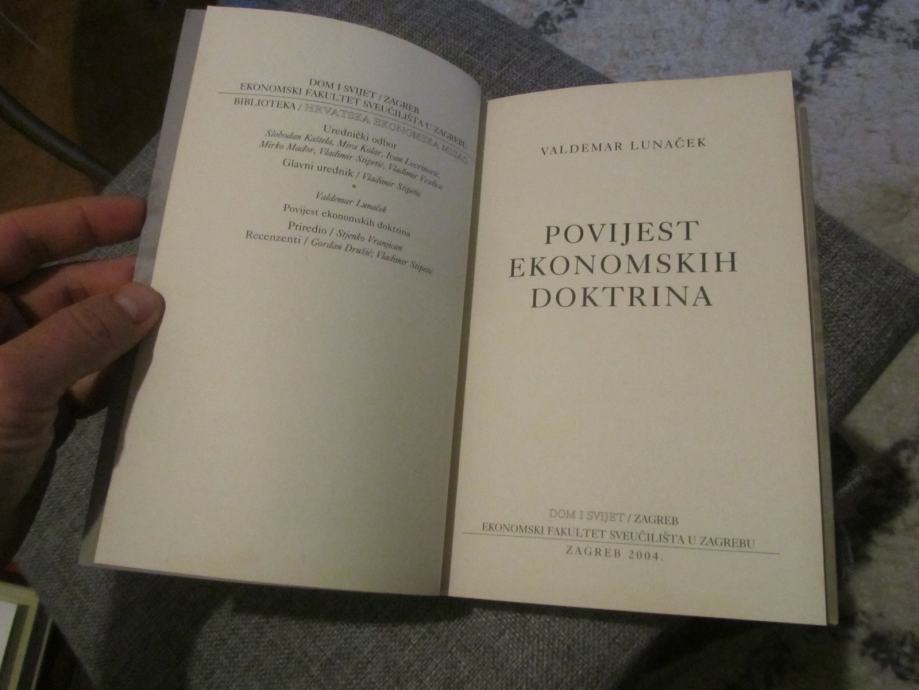 DOM I SVIJET / ZAGREB
EKONOMSKI FAKULTET SVEUČILIŠTA U ZAGREBU
BIBLIOTEKA / HRVATSKA EKONOMSKA MISAO
Urednički odbor
Slobodan Kaštela, Mira Kolar, Ivan Lovrinović,
Mirko Mađor, Vladimir Stipetić, Vladimir Veselica
Glavni urednik / Vladimir Stipetić
Valdemar Lunaček
Povijest ekonomskih doktrina
Priredio / Stjenko Vranjican
Recenzenti / Gordan Družić, Vladimir Stipetić
VALDEMAR LUNAČEK
POVIJEST
EKONOMSKIH
DOKTRINA
DOM I SVIJET / ZAGREB
EKONOMSKI FAKULTET SVEUČILIŠTA U ZAGREBU
ZAGREB 2004.